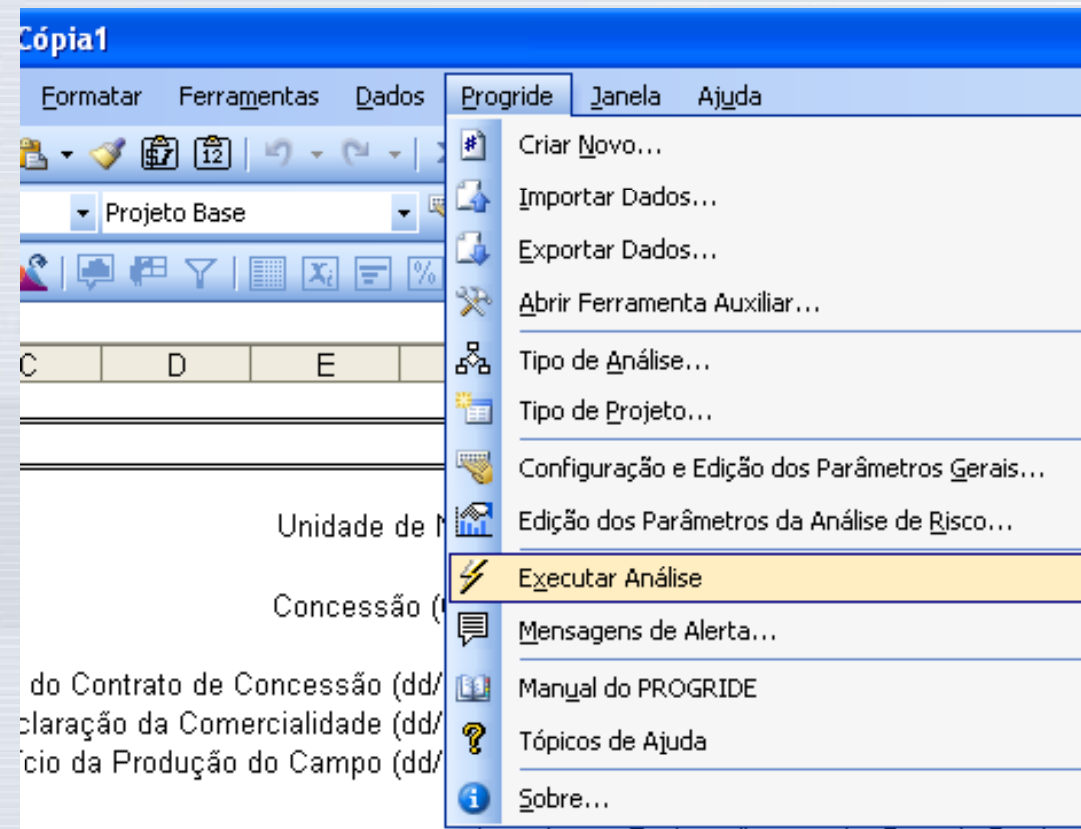 Cópia1
Formatar Ferramentas Dados Progride Janela Ajuda
Projeto Base
Criar Novo...
Importar Dados...
Exportar Dados...
Abrir Ferramenta Auxiliar...
Tipo de Análise...
Tipo de Projeto...
Configuração e Edição dos Parâmetros Gerais...
Edição dos Parâmetros da Análise de Risco...
Executar Análise
Mensagens de Alerta...
Manual do PROGRIDE
Tópicos de Ajuda
Sobre...
C D E
Unidade de
Concessão (
do Contrato de Concessão (dd/
claração da Comercialidade (dd/
cio da Produção do Campo (dd/